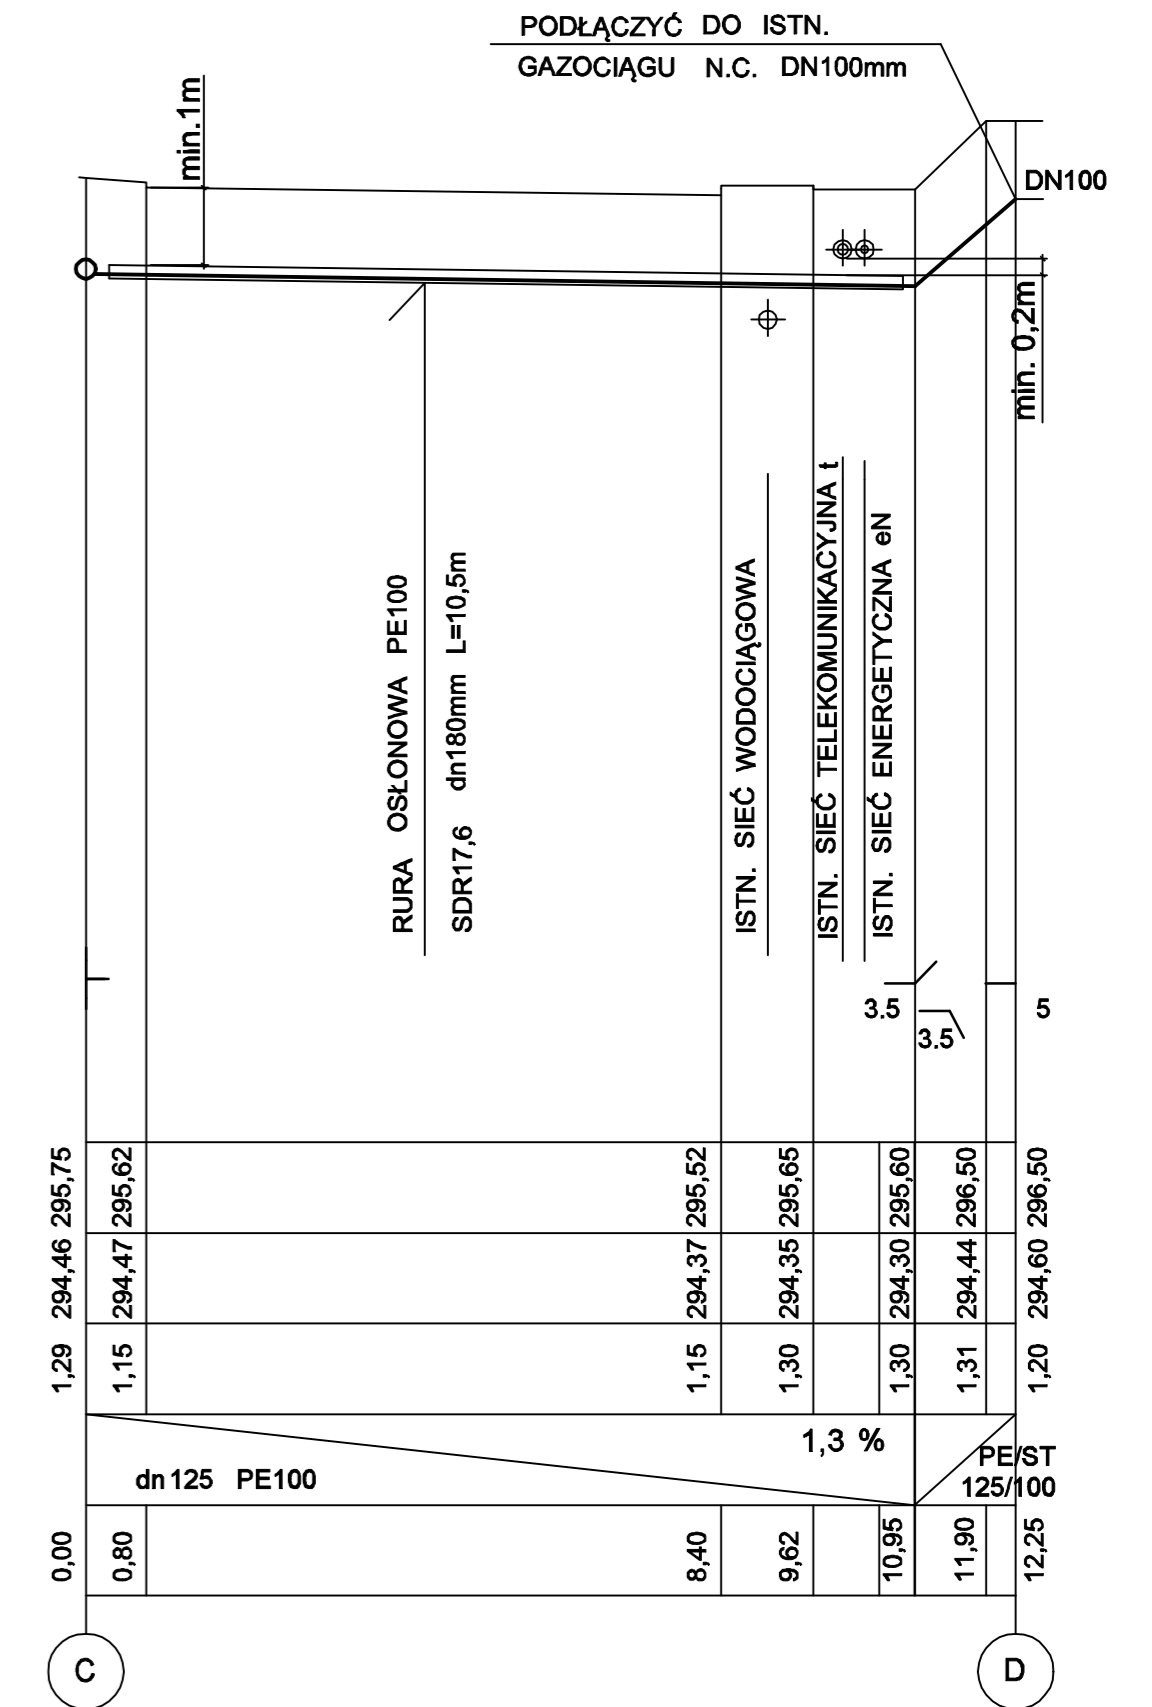 PODŁĄCZYĆ DO ISTN.
GAZOCIĄGU N.C. DN100mm
min.1m
DN100
min. 0,2m
RURA OSŁONOWA PE100
SDR17,6 dn180mm L=10,5m
ISTN. SIEĆ WODOCIĄGOWA
ISTN. SIEĆ TELEKOMUNIKACYJNA t
ISTN. SIEĆ ENERGETYCZNA eN
3.5
3.5
5
295,75 295,62 295,52 295,65 295,60 296,50 296,50
294,46 294,47 294,37 294,35 294,30 294,44 294,60
1,29 1,15 1,15 1,30 1,30 1,31 1,20
1,3 %
dn125 PE100
PE/ST
125/100
0,00 0,80 8,40 9,62 10,95 11,90 12,25
C D